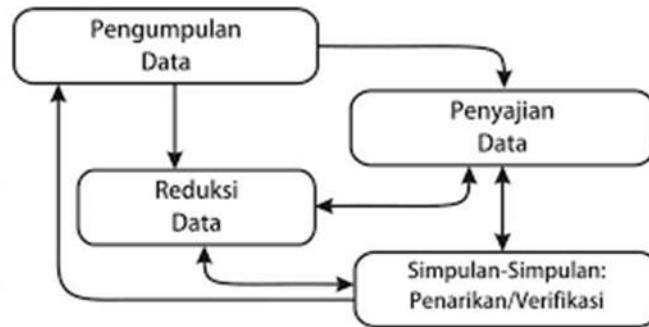 Pengumpulan
Data
Penyajian
Data
Reduksi
Data
Simpulan-Simpulan:
Penarikan/Verifikasi